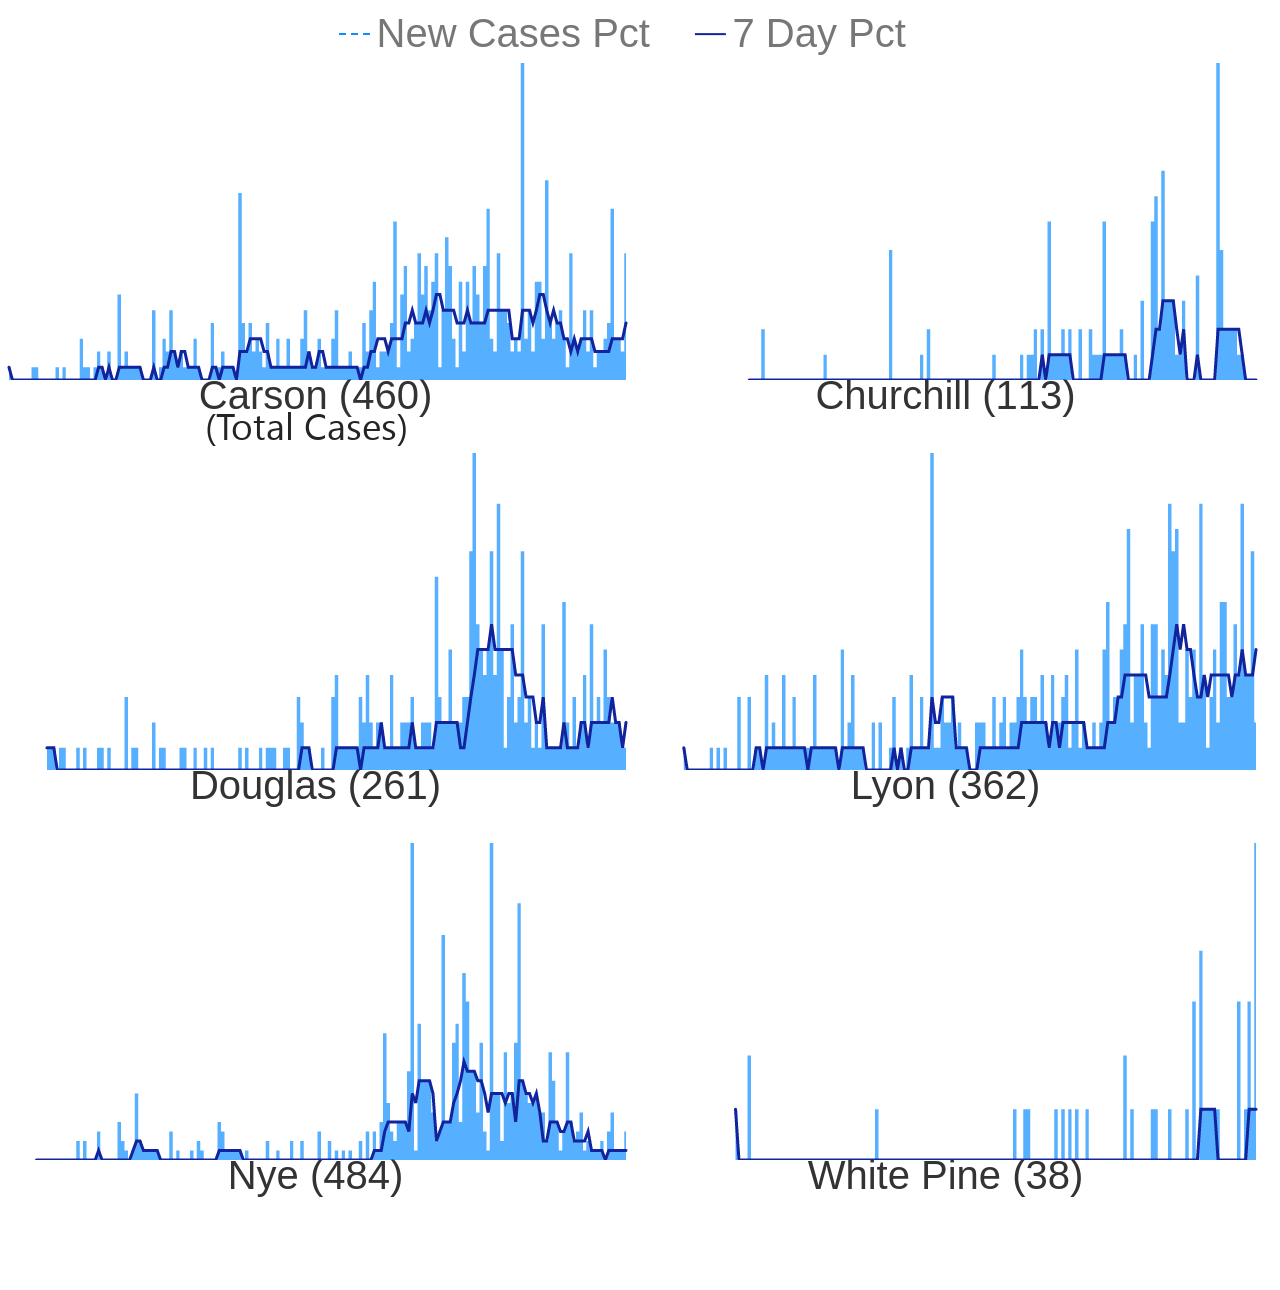 New Cases Pct 7 Day Pct
Carson (460)
(Total Cases)
Churchill (113)
Douglas (261)
Lyon (362)
Nye (484)
White Pine (38)